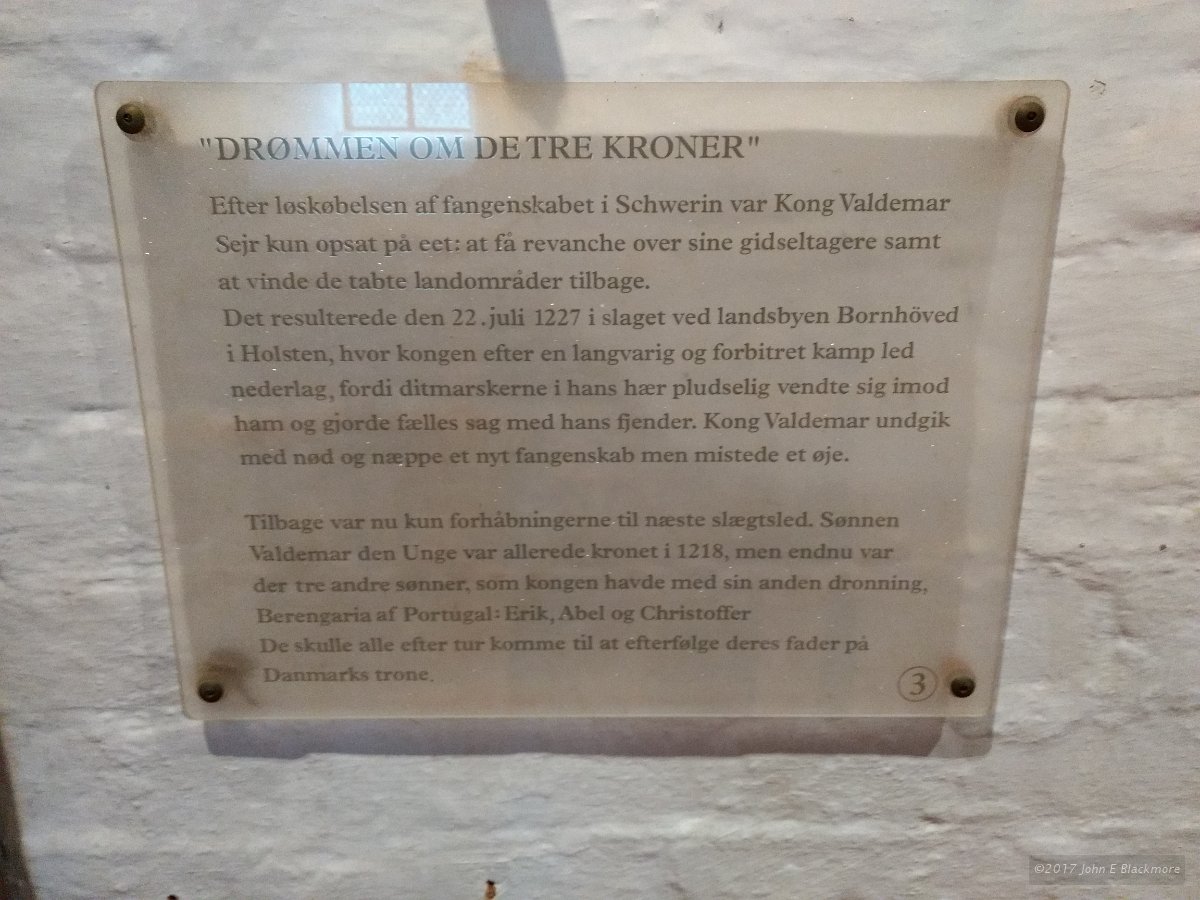 "DRØMMEN OM DE TRE KRONER"
Efter løskøbelsen af fangenskabet i Schwerin var Kong Valdemar
Sejr kun opsat på eet: at få revanche over sine gidseltagere samt
at vinde de tabte landområder tilbage.
Det resulterede den 22. juli 1227 i slaget ved landsbyen Bornhöved
i Holsten, hvor kongen efter en langvarig og forbitret kamp led
nederlag, fordi ditmarskerne i hans hær pludselig vendte sig imod
ham og gjorde fælles sag med hans fjender. Kong Valdemar undgik
med nød og næppe et nyt fangenskab men mistede et øje.
Tilbage var nu kun forhåbningerne til næste slægtsled. Sønnen
Valdemar den Unge var allerede kronet i 1218, men endnu var
der tre andre sønner, som kongen havde med sin anden dronning,
Berengaria af Portugal: Erik, Abel og Christoffer
De skulle alle efter tur komme til at efterfølge deres fader på
Danmarks trone.
3
©2017 John E Blackmore